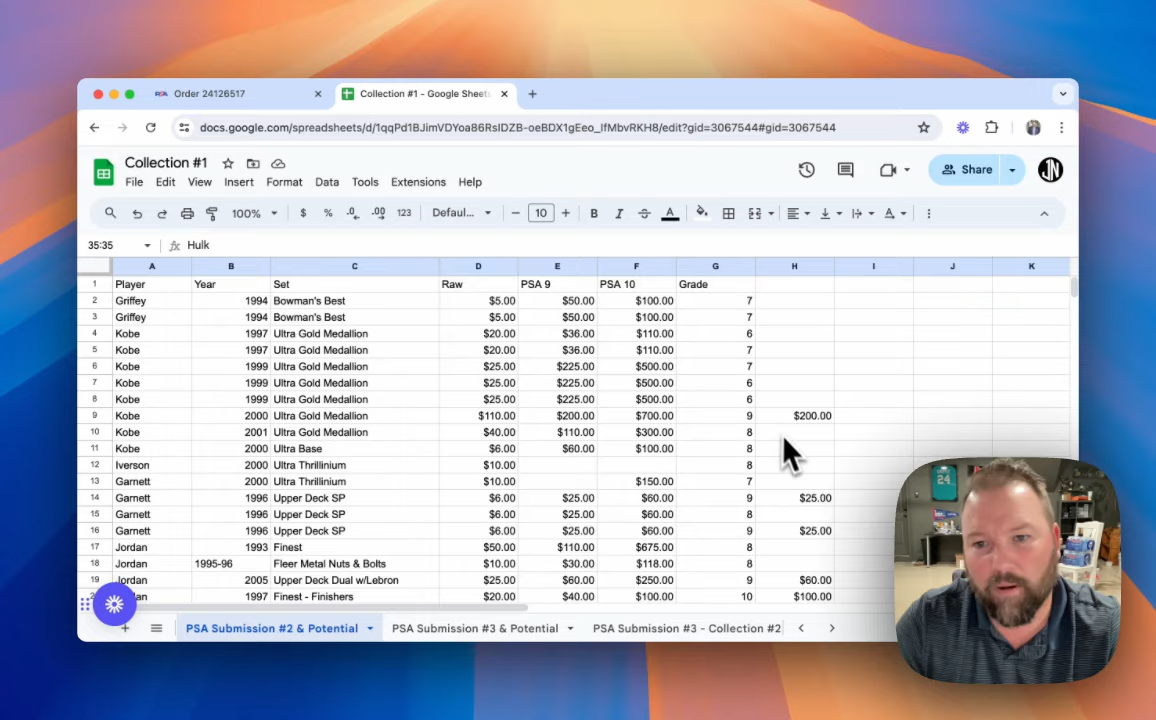 PSA Order 24126517
Collection #1 - Google Sheets
docs.google.com/spreadsheets/d/1qqPd1BJimVDYoa86RsIDZB-oeBDX1gEeo_IfMbvRKH8/edit?gid=3067544#gid=3067544
Collection #1
File Edit View Insert Format Data Tools Extensions Help
Share
JN
100% $ % .0 .00 123 Defaul... 10 B I A
35:35 fx Hulk
A B C D E F G H I J K
1 Player Year Set Raw PSA 9 PSA 10 Grade
2 Griffey 1994 Bowman's Best $5.00 $50.00 $100.00 7
3 Griffey 1994 Bowman's Best $5.00 $50.00 $100.00 7
4 Kobe 1997 Ultra Gold Medallion $20.00 $36.00 $110.00 6
5 Kobe 1997 Ultra Gold Medallion $20.00 $36.00 $110.00 7
6 Kobe 1999 Ultra Gold Medallion $25.00 $225.00 $500.00 7
7 Kobe 1999 Ultra Gold Medallion $25.00 $225.00 $500.00 6
8 Kobe 1999 Ultra Gold Medallion $25.00 $225.00 $500.00 6
9 Kobe 2000 Ultra Gold Medallion $110.00 $200.00 $700.00 9 $200.00
10 Kobe 2001 Ultra Gold Medallion $40.00 $110.00 $300.00 8
11 Kobe 2000 Ultra Base $6.00 $60.00 $100.00 8
12 Iverson 2000 Ultra Thrillinium $10.00 8
13 Garnett 2000 Ultra Thrillinium $10.00 $150.00 7
14 Garnett 1996 Upper Deck SP $6.00 $25.00 $60.00 9 $25.00
15 Garnett 1996 Upper Deck SP $6.00 $25.00 $60.00 8
16 Garnett 1996 Upper Deck SP $6.00 $25.00 $60.00 9 $25.00
17 Jordan 1993 Finest $50.00 $110.00 $675.00 8
18 Jordan 1995-96 Fleer Metal Nuts & Bolts $10.00 $30.00 $118.00 8
19 Jordan 2005 Upper Deck Dual w/Lebron $25.00 $60.00 $250.00 9 $60.00
1997 Finest - Finishers $20.00 $40.00 $100.00 10 $100.00
PSA Submission #2 & Potential PSA Submission #3 & Potential PSA Submission #3 - Collection #2
24